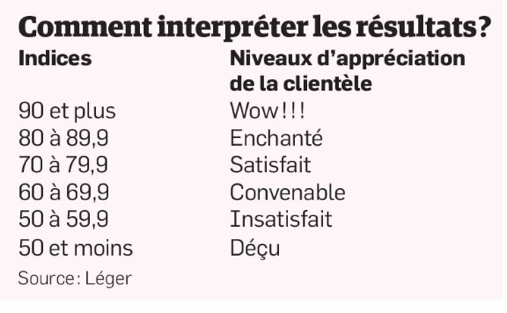 Comment interpréter les résultats?
Indices Niveaux d'appréciation
de la clientèle
90 et plus Wow!!!
80 à 89,9 Enchanté
70 à 79,9 Satisfait
60 à 69,9 Convenable
50 à 59,9 Insatisfait
50 et moins Déçu
Source: Léger